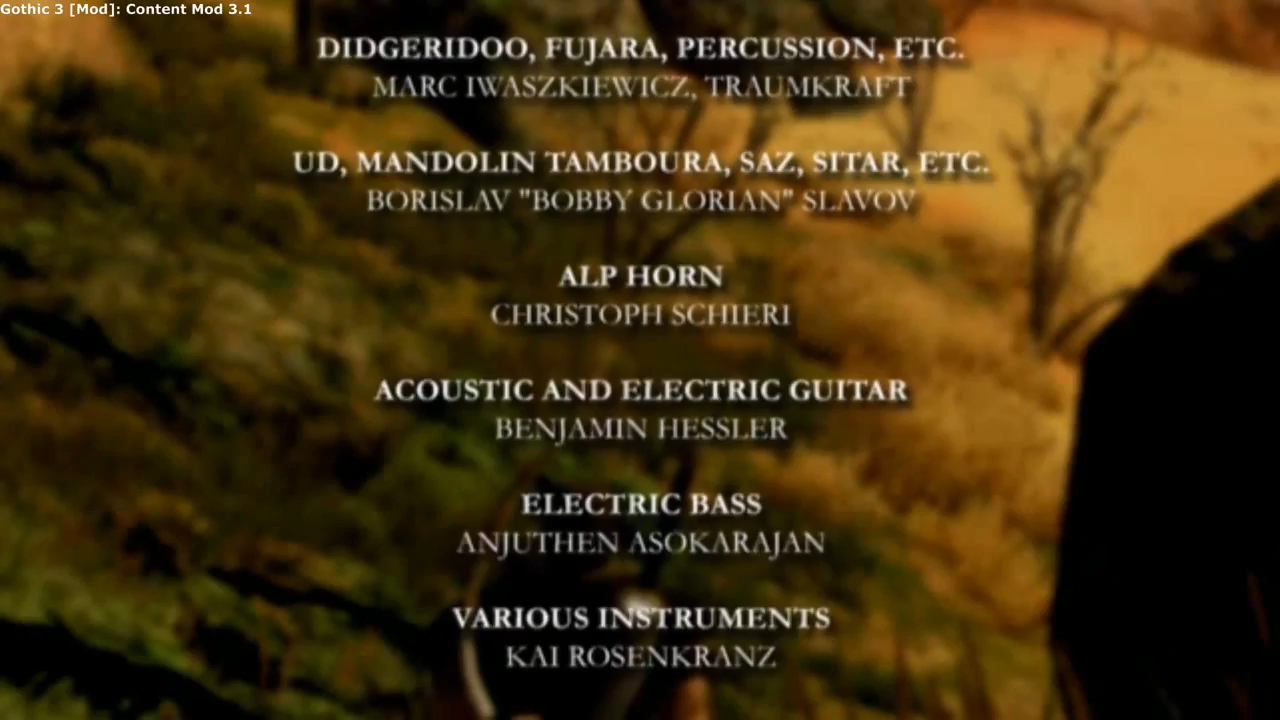 Gothic 3 [Mod]: Content Mod 3.1
DIDGERIDOO, FUJARA, PERCUSSION, ETC.
MARC IWASZKIEWICZ, TRAUMKRAFT
UD, MANDOLIN TAMBOURA, SAZ, SITAR, ETC.
BORISLAV "BOBBY GLORIAN" SLAVOV
ALP HORN
CHRISTOPH SCHIERI
ACOUSTIC AND ELECTRIC GUITAR
BENJAMIN HESSLER
ELECTRIC BASS
ANJUTHEN ASOKARAJAN
VARIOUS INSTRUMENTS
KAI ROSENKRANZ